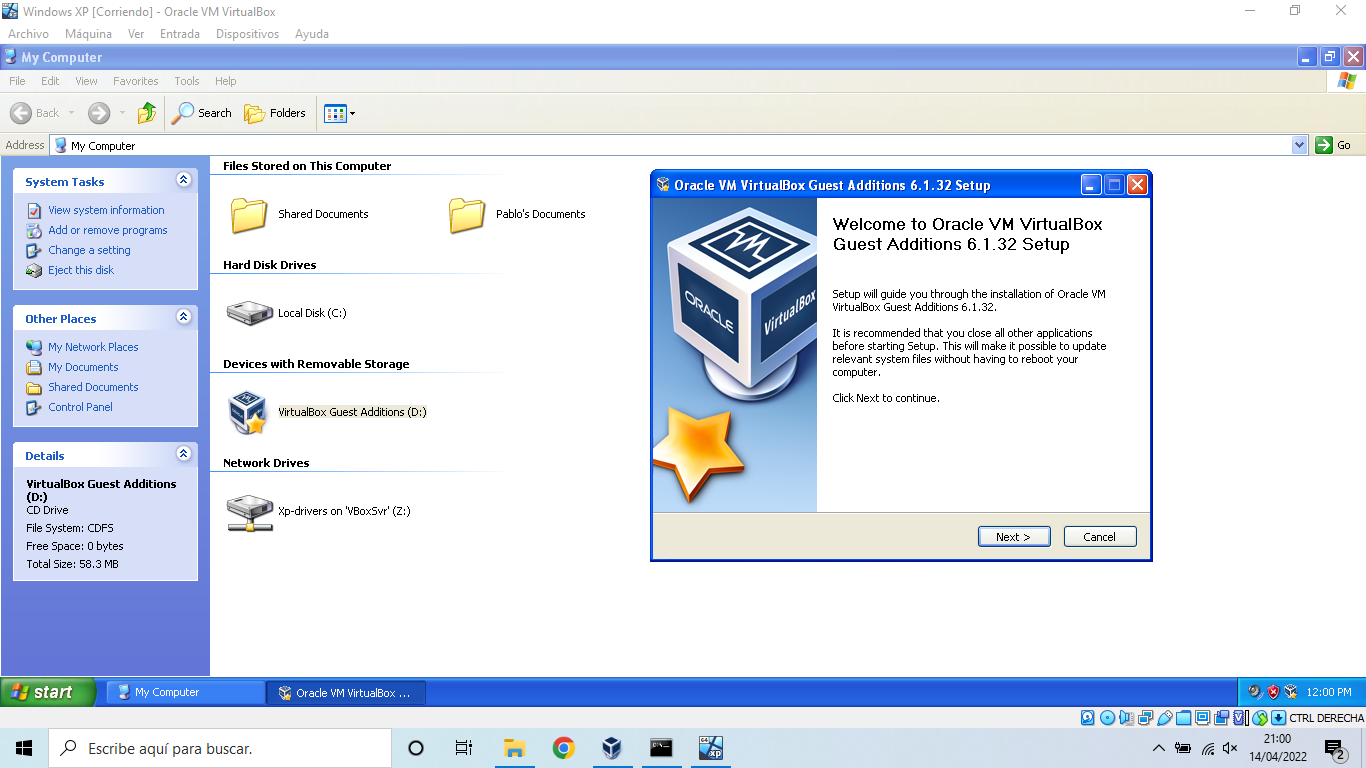 Windows XP [Corriendo] - Oracle VM VirtualBox
Archivo Máquina Ver Entrada Dispositivos Ayuda
My Computer
File Edit View Favorites Tools Help
Back Search Folders
Address My Computer Go
System Tasks
View system information
Add or remove programs
Change a setting
Eject this disk
Other Places
My Network Places
My Documents
Shared Documents
Control Panel
Details
VirtualBox Guest Additions
(D:)
CD Drive
File System: CDFS
Free Space: 0 bytes
Total Size: 58.3 MB
Files Stored on This Computer
Shared Documents Pablo's Documents
Hard Disk Drives
Local Disk (C:)
Devices with Removable Storage
VirtualBox Guest Additions (D:)
Network Drives
Xp-drivers on 'VBoxSvr' (Z:)
Oracle VM VirtualBox Guest Additions 6.1.32 Setup
ORACLE VirtualBox
Welcome to Oracle VM VirtualBox
Guest Additions 6.1.32 Setup
Setup will guide you through the installation of Oracle VM
VirtualBox Guest Additions 6.1.32.
It is recommended that you close all other applications
before starting Setup. This will make it possible to update
relevant system files without having to reboot your
computer.
Click Next to continue.
Next > Cancel
start My Computer Oracle VM VirtualBox ... 12:00 PM
CTRL DERECHA
Escribe aquí para buscar.
64
xp
21:00
14/04/2022
2